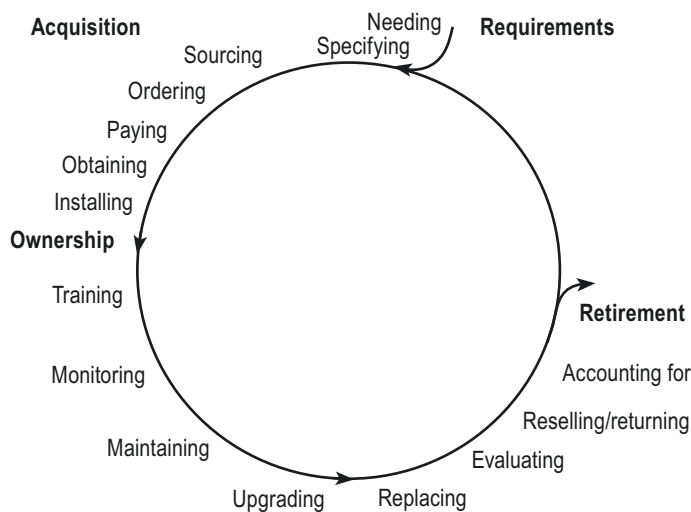 Acquisition
Needing
Requirements
Specifying
Sourcing
Ordering
Paying
Obtaining
Installing
Ownership
Training
Monitoring
Maintaining
Upgrading
Replacing
Evaluating
Reselling/returning
Accounting for
Retirement